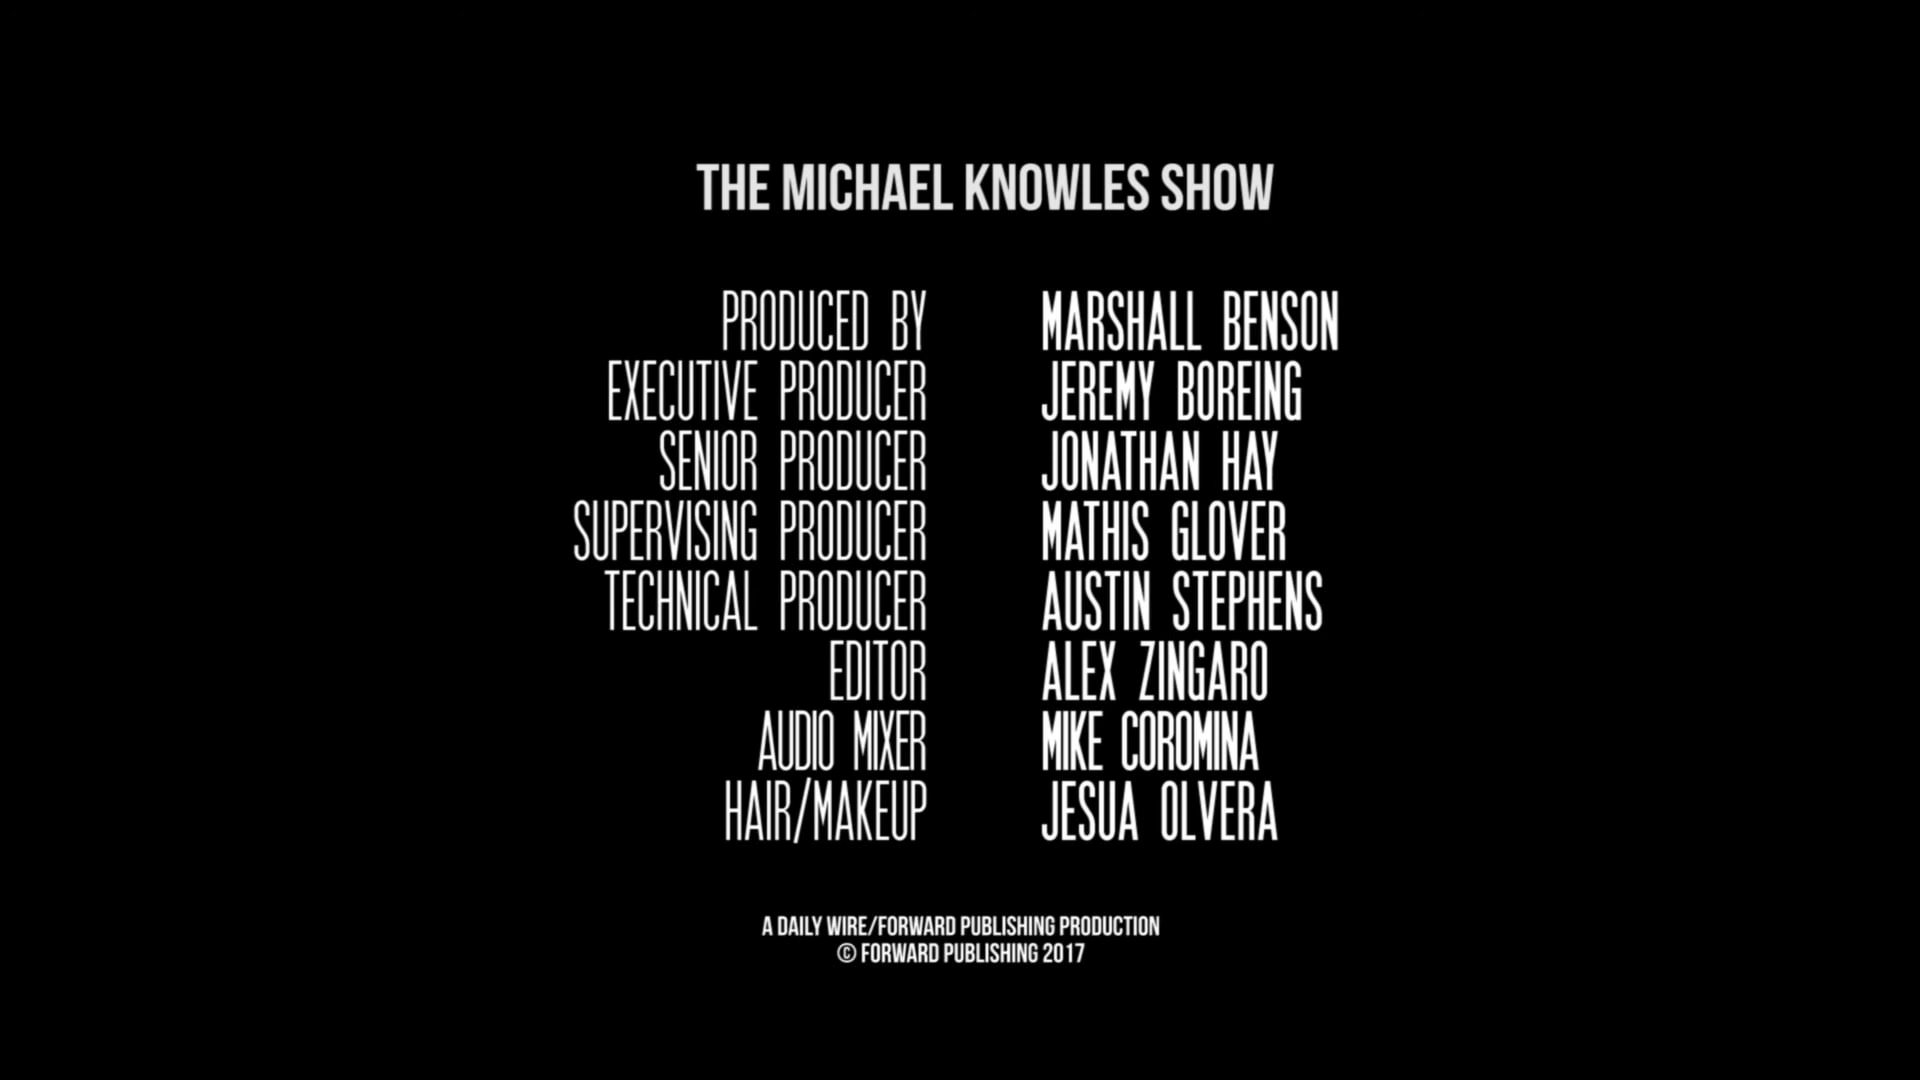 THE MICHAEL KNOWLES SHOW
PRODUCED BY MARSHALL BENSON
EXECUTIVE PRODUCER JEREMY BOREING
SENIOR PRODUCER JONATHAN HAY
SUPERVISING PRODUCER MATHIS GLOVER
TECHNICAL PRODUCER AUSTIN STEPHENS
EDITOR ALEX ZINGARO
AUDIO MIXER MIKE COROMINA
HAIR/MAKEUP JESUA OLVERA
A DAILY WIRE/FORWARD PUBLISHING PRODUCTION
© FORWARD PUBLISHING 2017